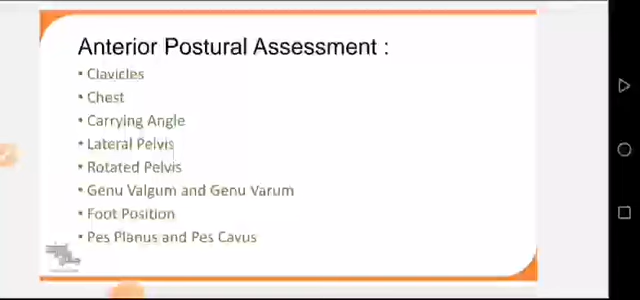 Anterior Postural Assessment :
• Clavicles
• Chest
• Carrying Angle
• Lateral Pelvis
• Rotated Pelvis
• Genu Valgum and Genu Varum
• Foot Position
• Pes Planus and Pes Cavus